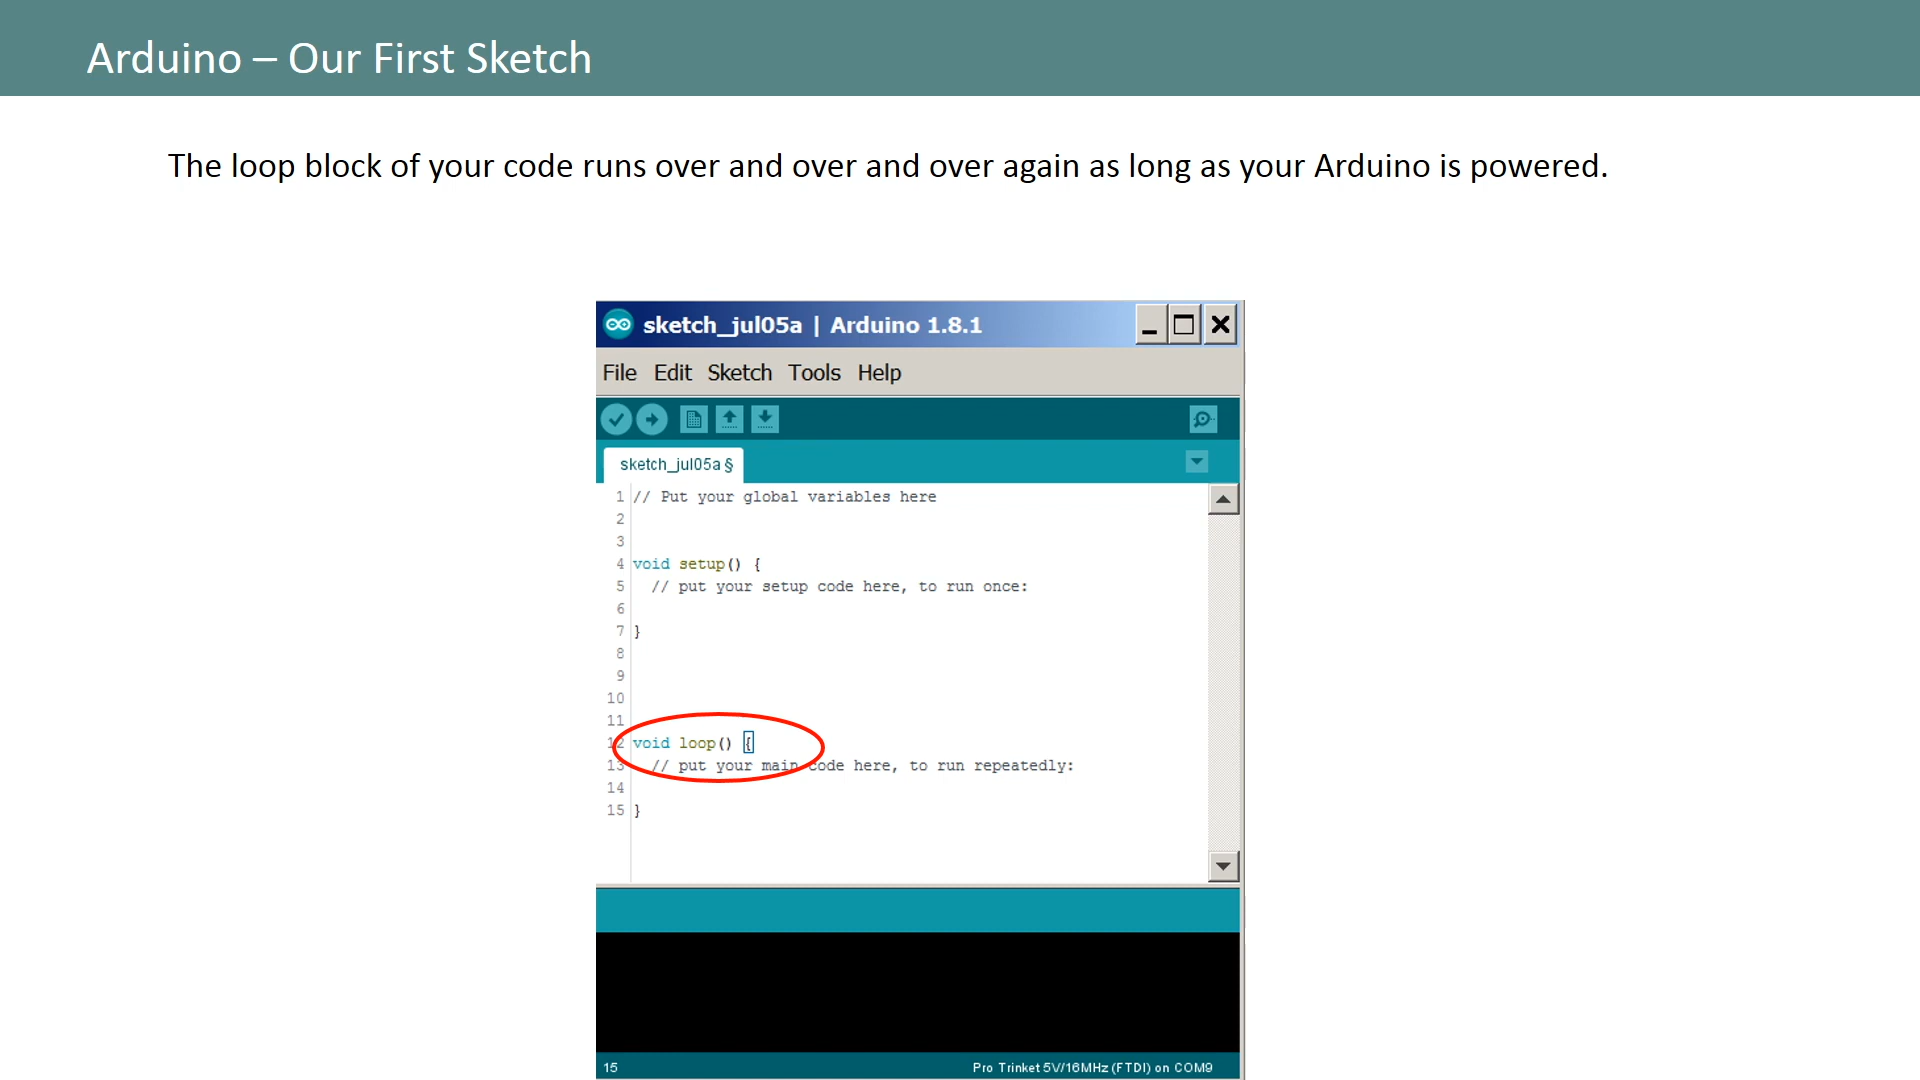 Arduino – Our First Sketch
The loop block of your code runs over and over and over again as long as your Arduino is powered.
sketch_jul05a | Arduino 1.8.1
File Edit Sketch Tools Help
sketch_jul05a §
1 // Put your global variables here
2
3
4 void setup() {
5 // put your setup code here, to run once:
6
7 }
8
9
10
11
12 void loop() {
13 // put your main code here, to run repeatedly:
14
15 }
15 Pro Trinket 5V/16MHz (FTDI) on COM9